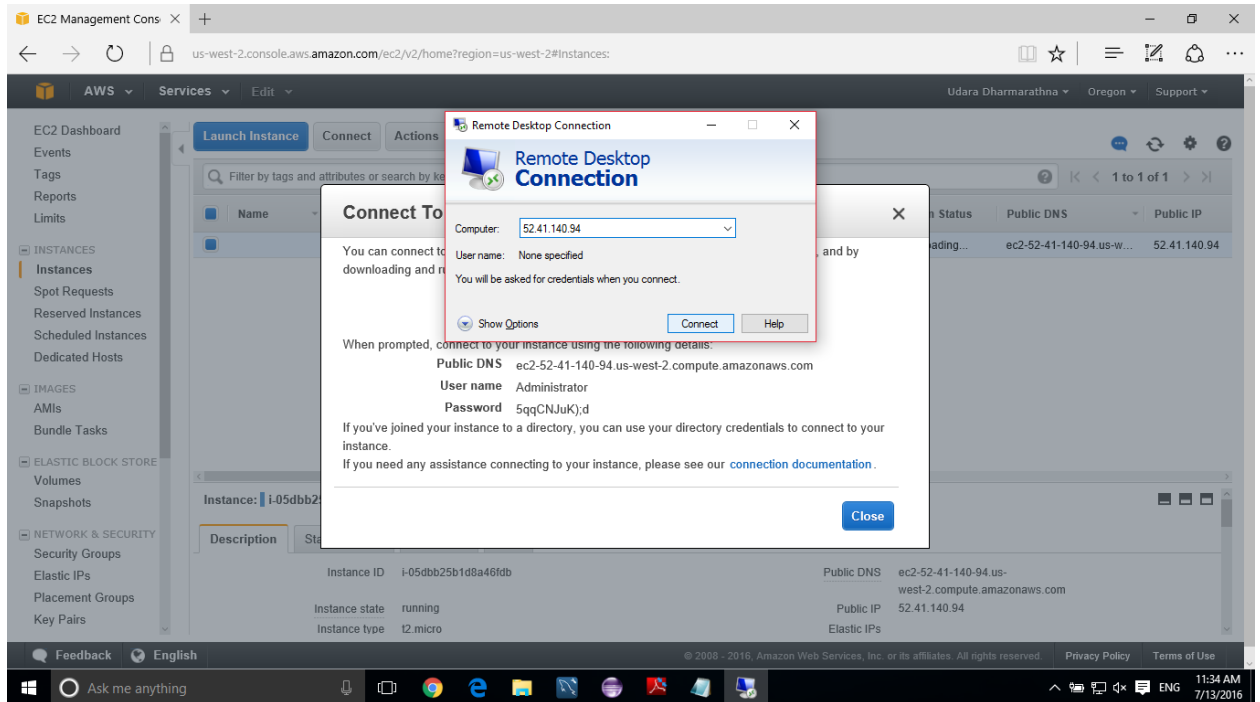 EC2 Management Cons
us-west-2.console.aws.amazon.com/ec2/v2/home?region=us-west-2#Instances:
AWS Services Edit Udara Dharmarathna Oregon Support
EC2 Dashboard
Events
Tags
Reports
Limits
INSTANCES
Instances
Spot Requests
Reserved Instances
Scheduled Instances
Dedicated Hosts
IMAGES
AMIs
Bundle Tasks
ELASTIC BLOCK STORE
Volumes
Snapshots
NETWORK & SECURITY
Security Groups
Elastic IPs
Placement Groups
Key Pairs
Launch Instance Connect Actions
Filter by tags and attributes or search by ke
1 to 1 of 1
Name Status Public DNS Public IP
ading... ec2-52-41-140-94.us-w... 52.41.140.94
Remote Desktop Connection
Remote Desktop
Connection
Computer: 52.41.140.94
User name: None specified
You will be asked for credentials when you connect.
Show Options Connect Help
Connect To
You can connect to , and by
downloading and
When prompted, connect to your instance using the following details:
Public DNS ec2-52-41-140-94.us-west-2.compute.amazonaws.com
User name Administrator
Password 5qqCNJuK);d
If you've joined your instance to a directory, you can use your directory credentials to connect to your
instance.
If you need any assistance connecting to your instance, please see our connection documentation.
Close
Instance: i-05dbb2
Description Sta
Instance ID i-05dbb25b1d8a46fdb
Instance state running
Instance type t2.micro
Public DNS ec2-52-41-140-94.us-
west-2.compute.amazonaws.com
Public IP 52.41.140.94
Elastic IPs
Feedback English © 2008 - 2016, Amazon Web Services, Inc. or its affiliates. All rights reserved. Privacy Policy Terms of Use
Ask me anything ENG 11:34 AM
7/13/2016